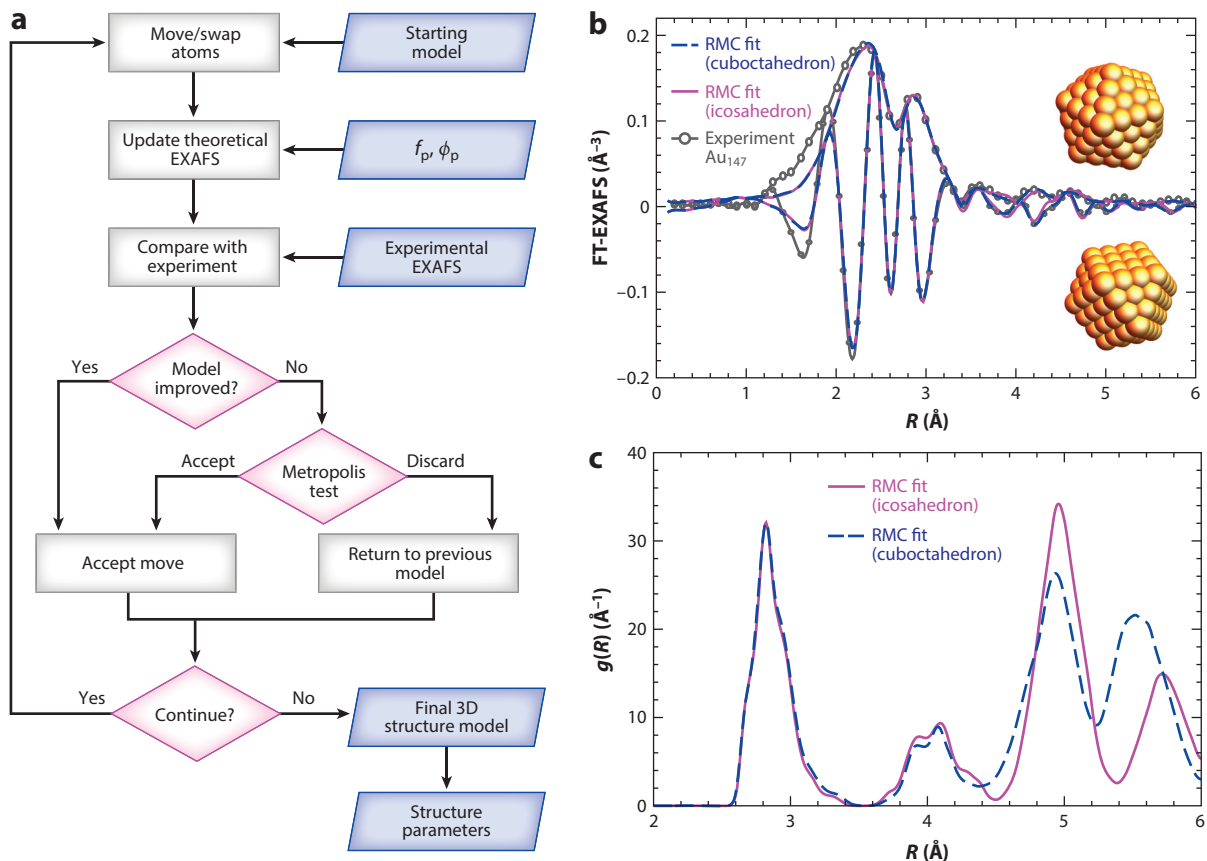 a
Move/swap
atoms
Starting
model
Update theoretical
EXAFS
fp, ϕp
Compare with
experiment
Experimental
EXAFS
Yes
Model
improved?
No
Accept
Metropolis
test
Discard
Accept move
Return to previous
model
Yes
Continue?
No
Final 3D
structure model
Structure
parameters
b
RMC fit
(cuboctahedron)
RMC fit
(icosahedron)
Experiment
Au147
FT-EXAFS (Å−3)
0.2
0.1
0
−0.1
−0.2
0 1 2 3 4 5 6
R (Å)
c
RMC fit
(icosahedron)
RMC fit
(cuboctahedron)
g(R) (Å−1)
40
30
20
10
0
2 3 4 5 6
R (Å)